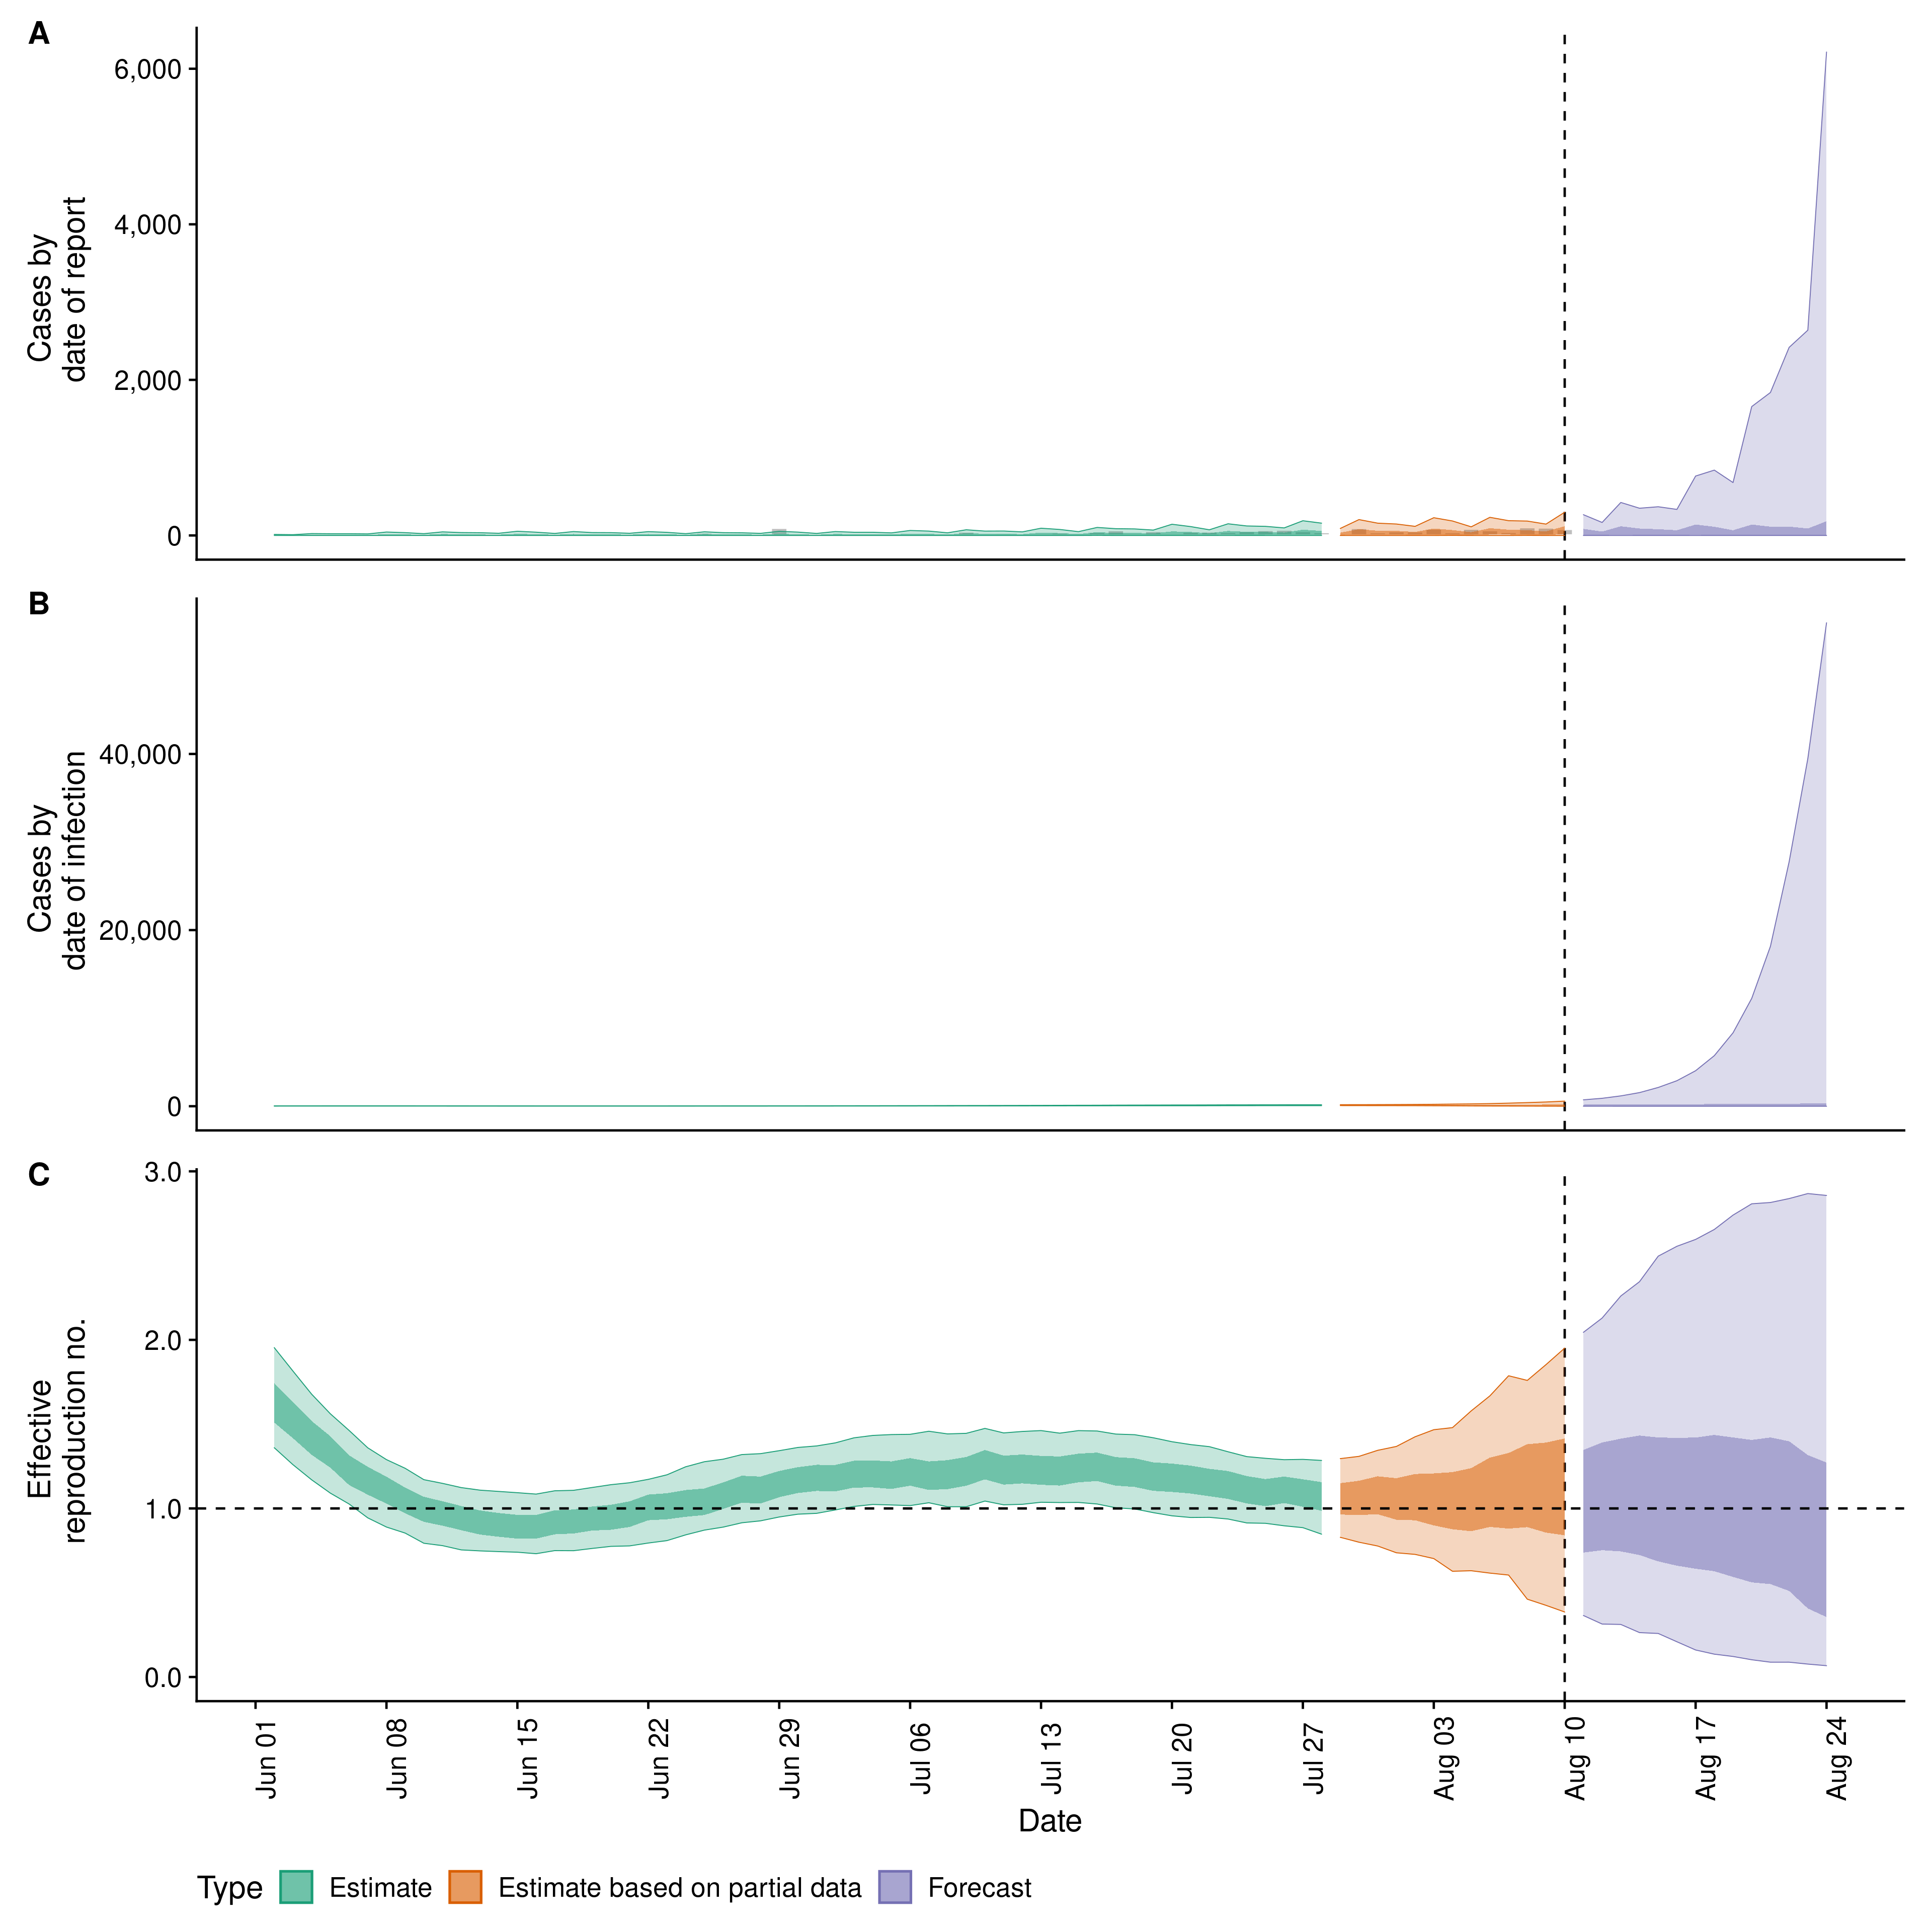 A
6,000
4,000
2,000
0
Cases by
date of report
B
40,000
20,000
0
Cases by
date of infection
C
3.0
2.0
1.0
0.0
Effective
reproduction no.
Jun 01
Jun 08
Jun 15
Jun 22
Jun 29
Jul 06
Jul 13
Jul 20
Jul 27
Aug 03
Aug 10
Aug 17
Aug 24
Date
Type Estimate Estimate based on partial data Forecast